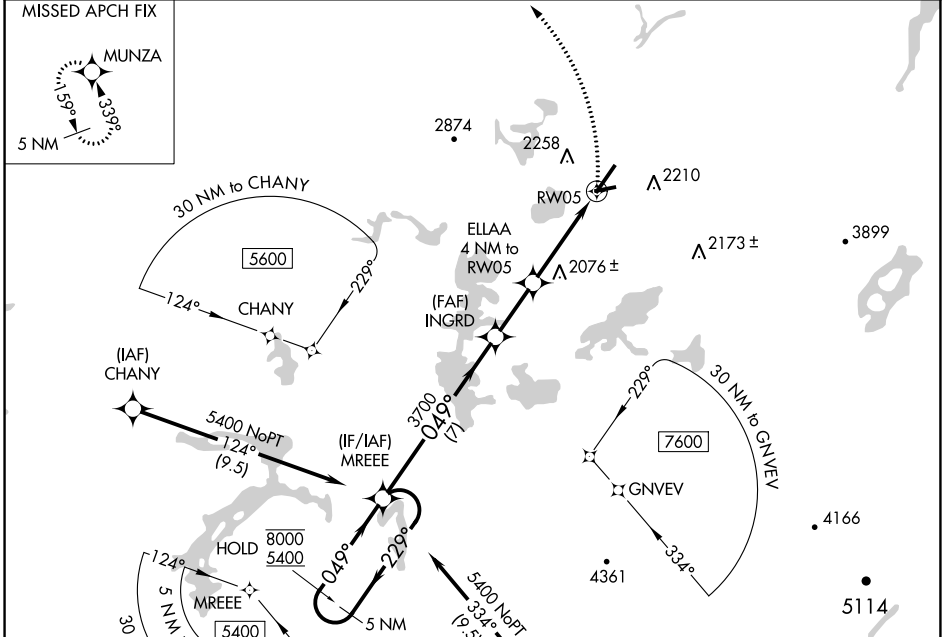 MISSED APCH FIX
MUNZA
159°
339°
5 NM
2874
2258
2210
RW05
30 NM to CHANY
5600
229°
124°
CHANY
ELLAA
4 NM to
RW05
2076 ±
2173 ±
3899
(FAF)
INGRD
(IAF)
CHANY
5400 NoPT
124°
(9.5)
3700
049°
(7)
(IF/IAF)
MREEE
229°
30 NM to GNVEV
7600
GNVEV
334°
4166
4361
5114
HOLD
8000
5400
049°
229°
5 NM
5400 NoPT
334°
(9.5)
124°
MREEE
5 NM
30
5400